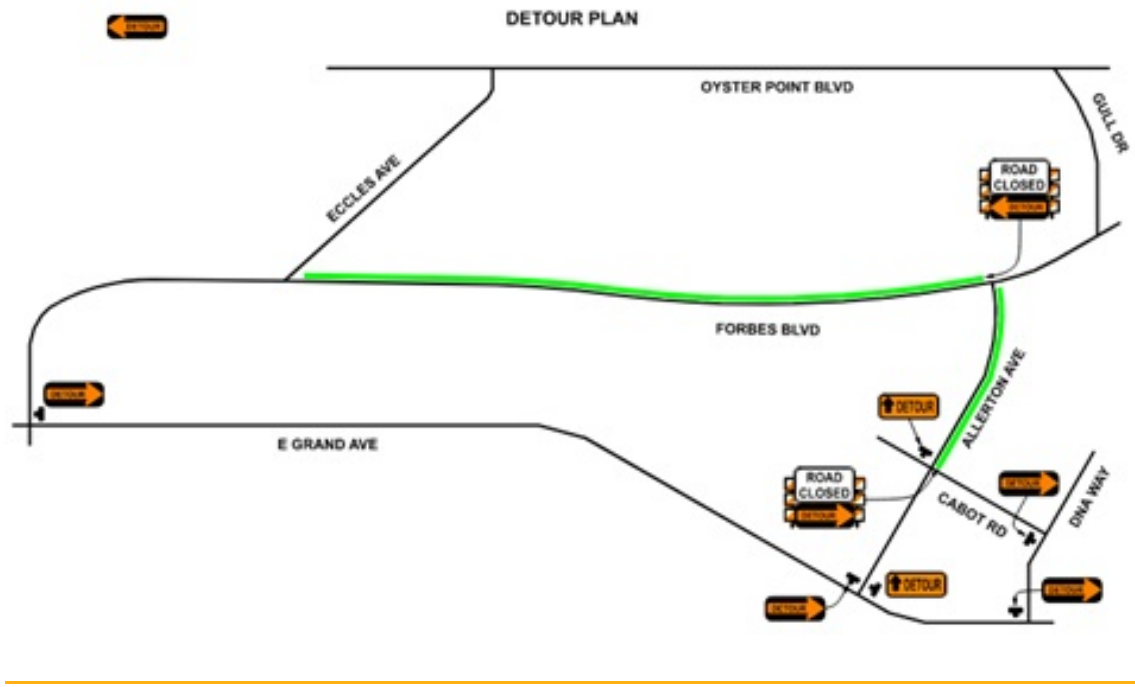 DETOUR PLAN
DETOUR
OYSTER POINT BLVD
GULL DR
ECCLES AVE
ROAD
CLOSED
DETOUR
FORBES BLVD
DETOUR
ALLERTON AVE
DETOUR
E GRAND AVE
ROAD
CLOSED
DETOUR
CABOT RD
DETOUR
DNA WAY
DETOUR
DETOUR
DETOUR